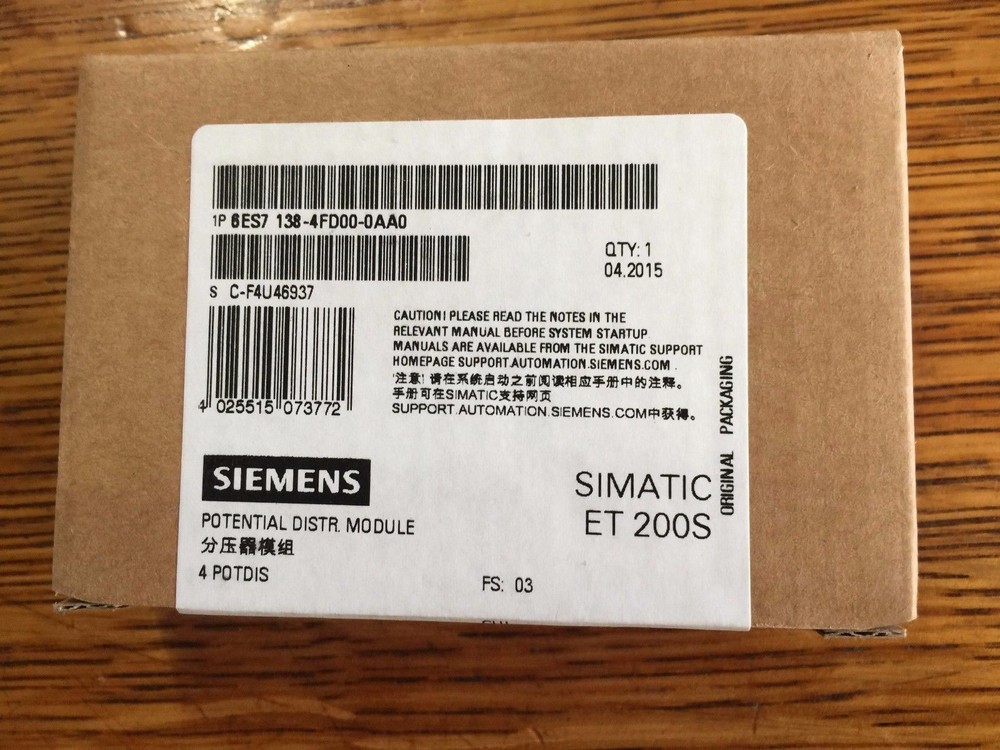 1P 6ES7 138-4FD00-0AA0
QTY: 1
04.2015
S C-F4U46937
CAUTION! PLEASE READ THE NOTES IN THE
RELEVANT MANUAL BEFORE SYSTEM STARTUP
MANUALS ARE AVAILABLE FROM THE SIMATIC SUPPORT
HOMEPAGE SUPPORT.AUTOMATION.SIEMENS.COM .
注意! 请在系统启动之前阅读相应手册中的注释。
手册可在SIMATIC支持网页
SUPPORT.AUTOMATION.SIEMENS.COM中获得。
4 025515 073772
ORIGINAL PACKAGING
SIEMENS
SIMATIC
ET 200S
POTENTIAL DISTR. MODULE
分压器模组
4 POTDIS
FS: 03